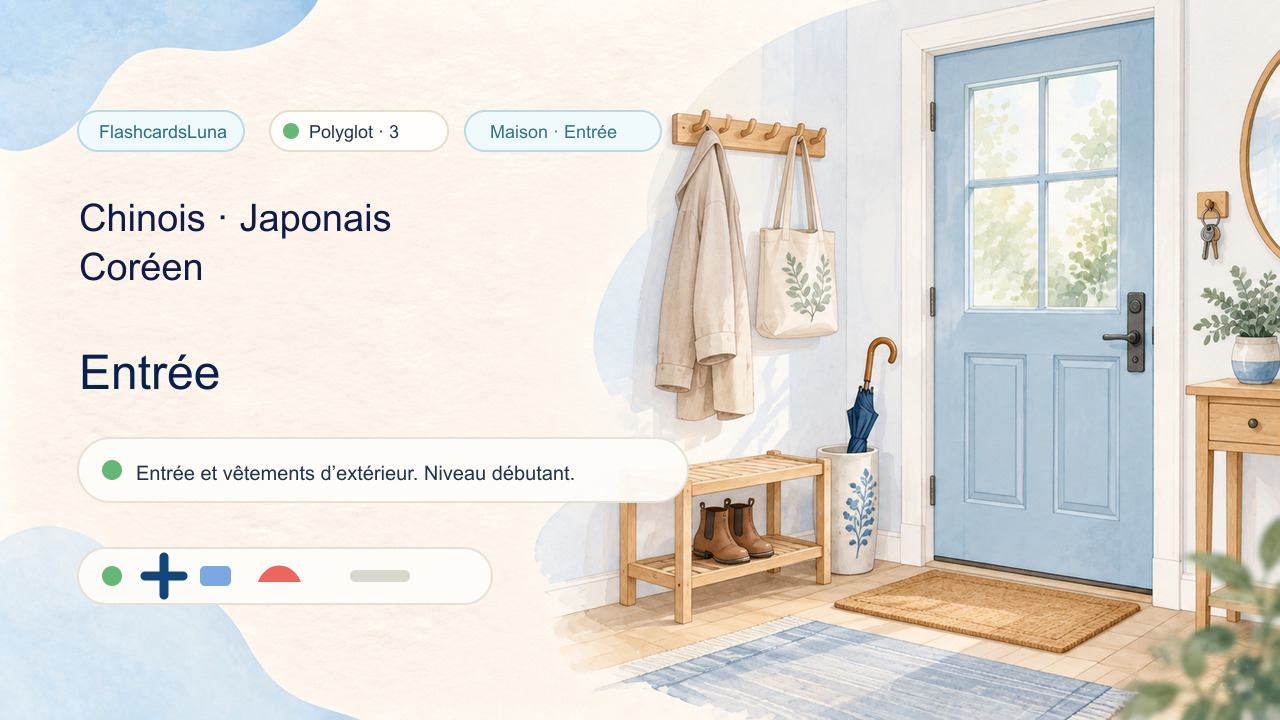 FlashcardsLuna
Polyglot · 3
Maison · Entrée
Chinois · Japonais
Coréen
Entrée
Entrée et vêtements d’extérieur. Niveau débutant.